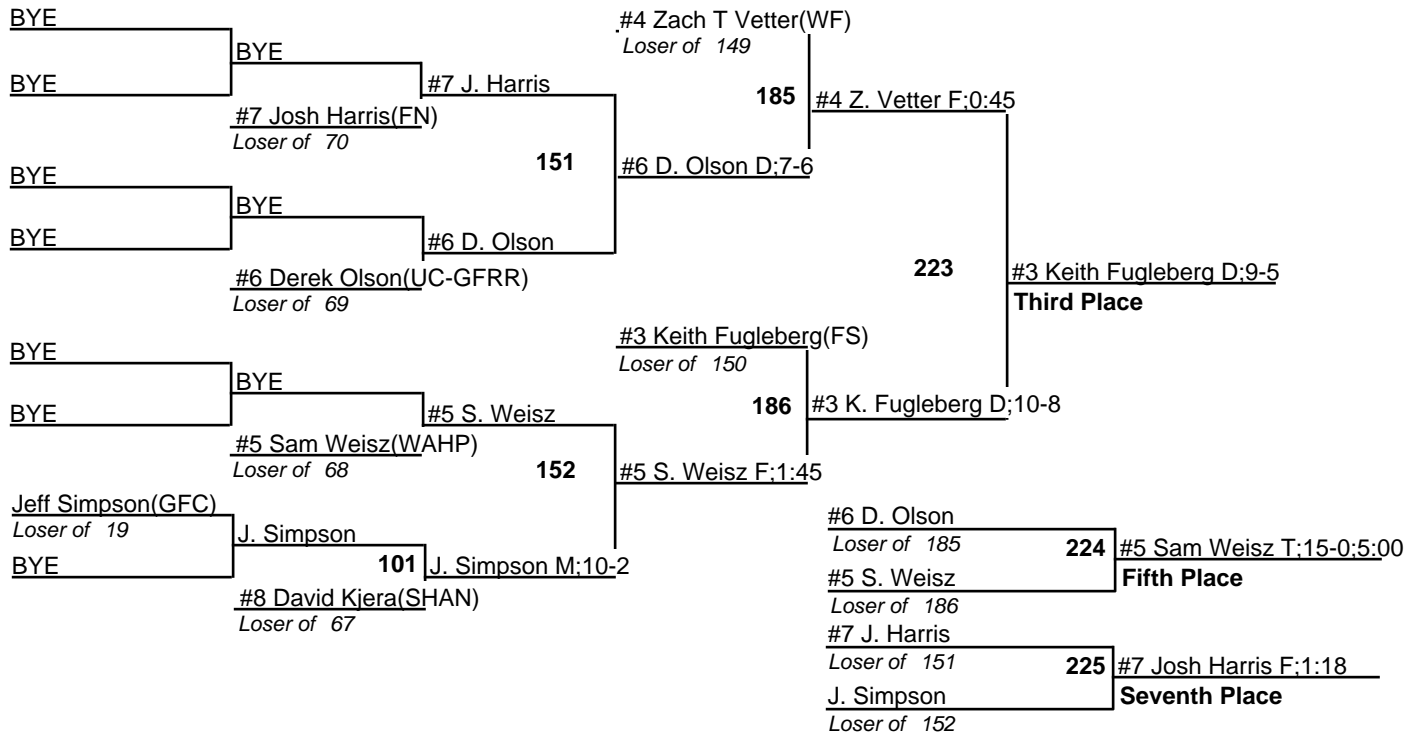 BYE
BYE
BYE
#7 Josh Harris(FN)
Loser of 70
#7 J. Harris
BYE
BYE
BYE
#6 Derek Olson(UC-GFRR)
Loser of 69
#6 D. Olson
151
#6 D. Olson D;7-6
#4 Zach T Vetter(WF)
Loser of 149
185
#4 Z. Vetter F;0:45
BYE
BYE
BYE
#5 Sam Weisz(WAHP)
Loser of 68
#5 S. Weisz
Jeff Simpson(GFC)
Loser of 19
BYE
J. Simpson
101
#8 David Kjera(SHAN)
Loser of 67
J. Simpson M;10-2
152
#5 S. Weisz F;1:45
#3 Keith Fugleberg(FS)
Loser of 150
186
#3 K. Fugleberg D;10-8
223
#3 Keith Fugleberg D;9-5
Third Place
#6 D. Olson
Loser of 185
#5 S. Weisz
Loser of 186
224
#5 Sam Weisz T;15-0;5:00
Fifth Place
#7 J. Harris
Loser of 151
J. Simpson
Loser of 152
225
#7 Josh Harris F;1:18
Seventh Place